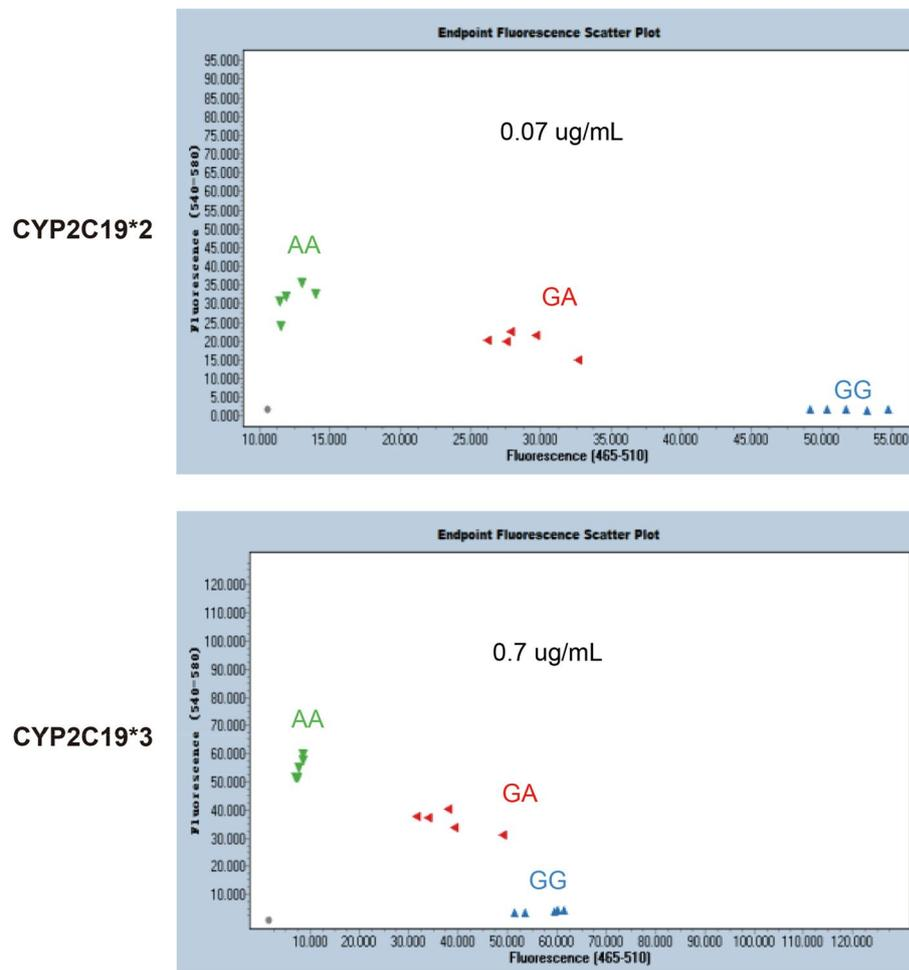 Endpoint Fluorescence Scatter Plot
CYP2C19*2
Fluorescence (540-580)
95.000
90.000
85.000
80.000
75.000
70.000
65.000
60.000
55.000
50.000
45.000
40.000
35.000
30.000
25.000
20.000
15.000
10.000
5.000
0.000
0.07 ug/mL
AA
GA
GG
10.000 15.000 20.000 25.000 30.000 35.000 40.000 45.000 50.000 55.000
Fluorescence (465-510)
Endpoint Fluorescence Scatter Plot
CYP2C19*3
Fluorescence (540-580)
120.000
110.000
100.000
90.000
80.000
70.000
60.000
50.000
40.000
30.000
20.000
10.000
0.7 ug/mL
AA
GA
GG
10.000 20.000 30.000 40.000 50.000 60.000 70.000 80.000 90.000 100.000 110.000 120.000
Fluorescence (465-510)